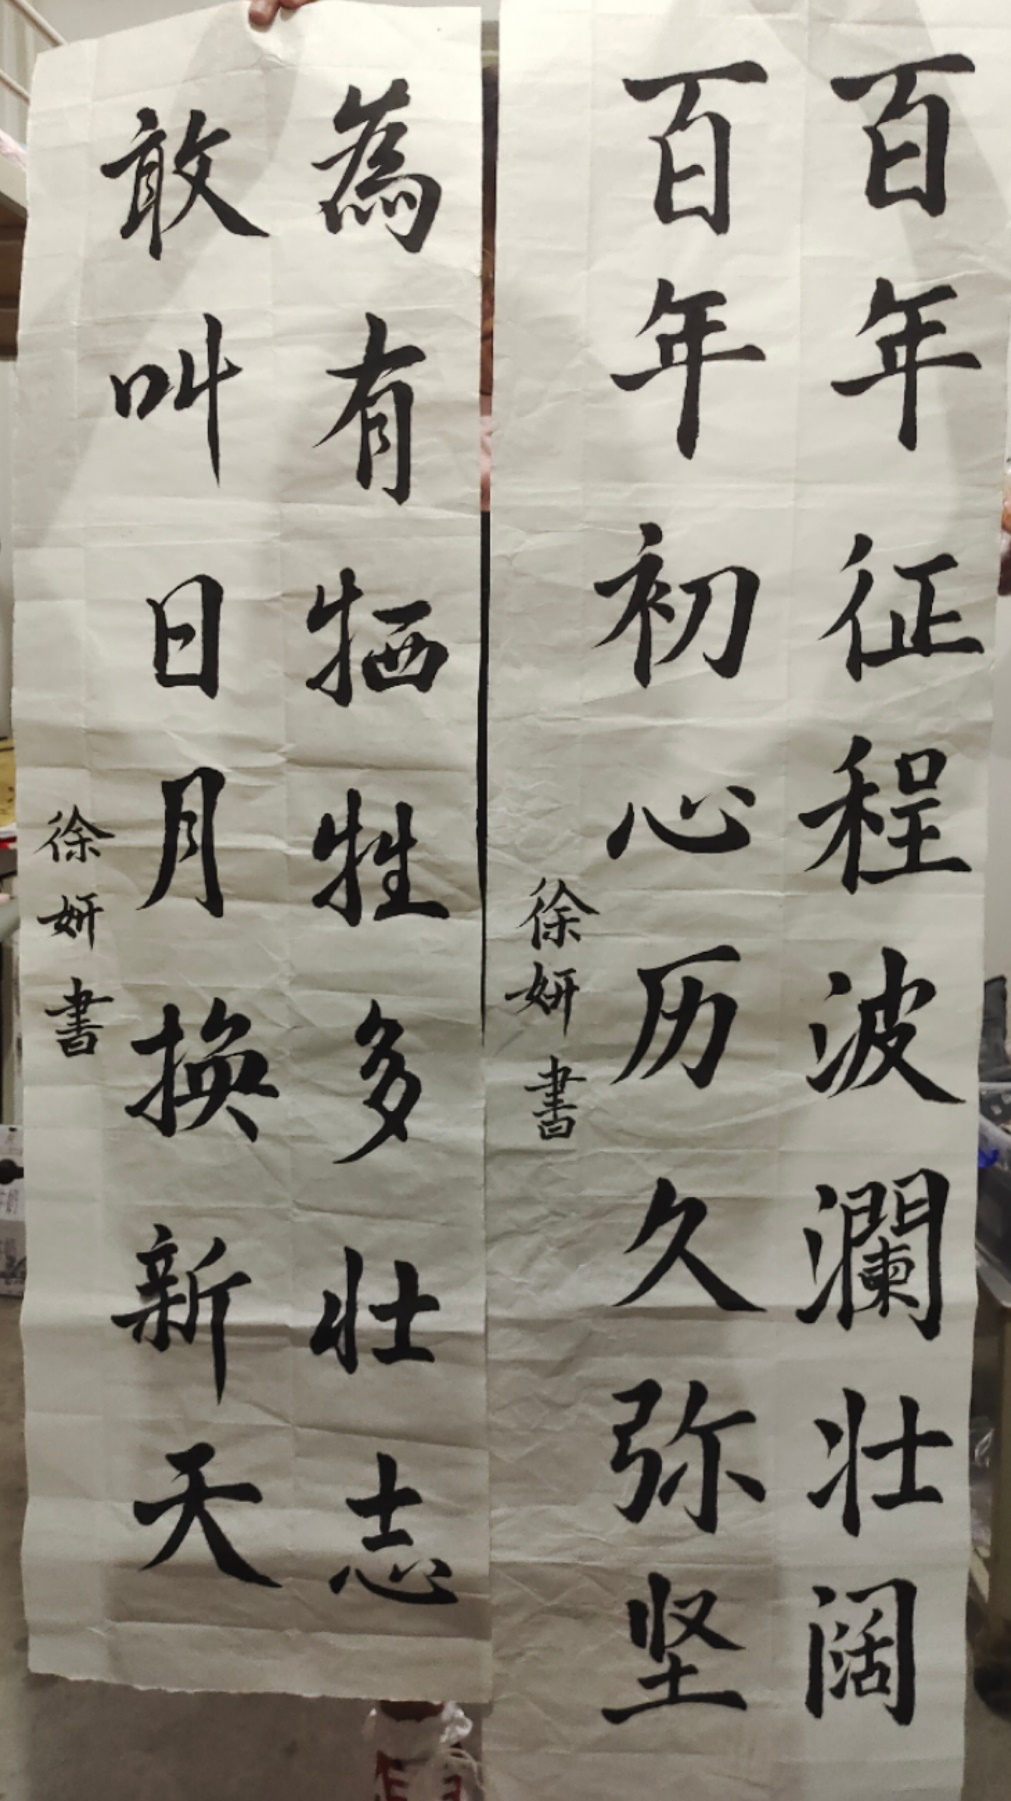 百年征程波瀾壮阔
百年初心历久弥坚
徐妍書
為有牺牲多壮志
敢叫日月換新天
徐妍書